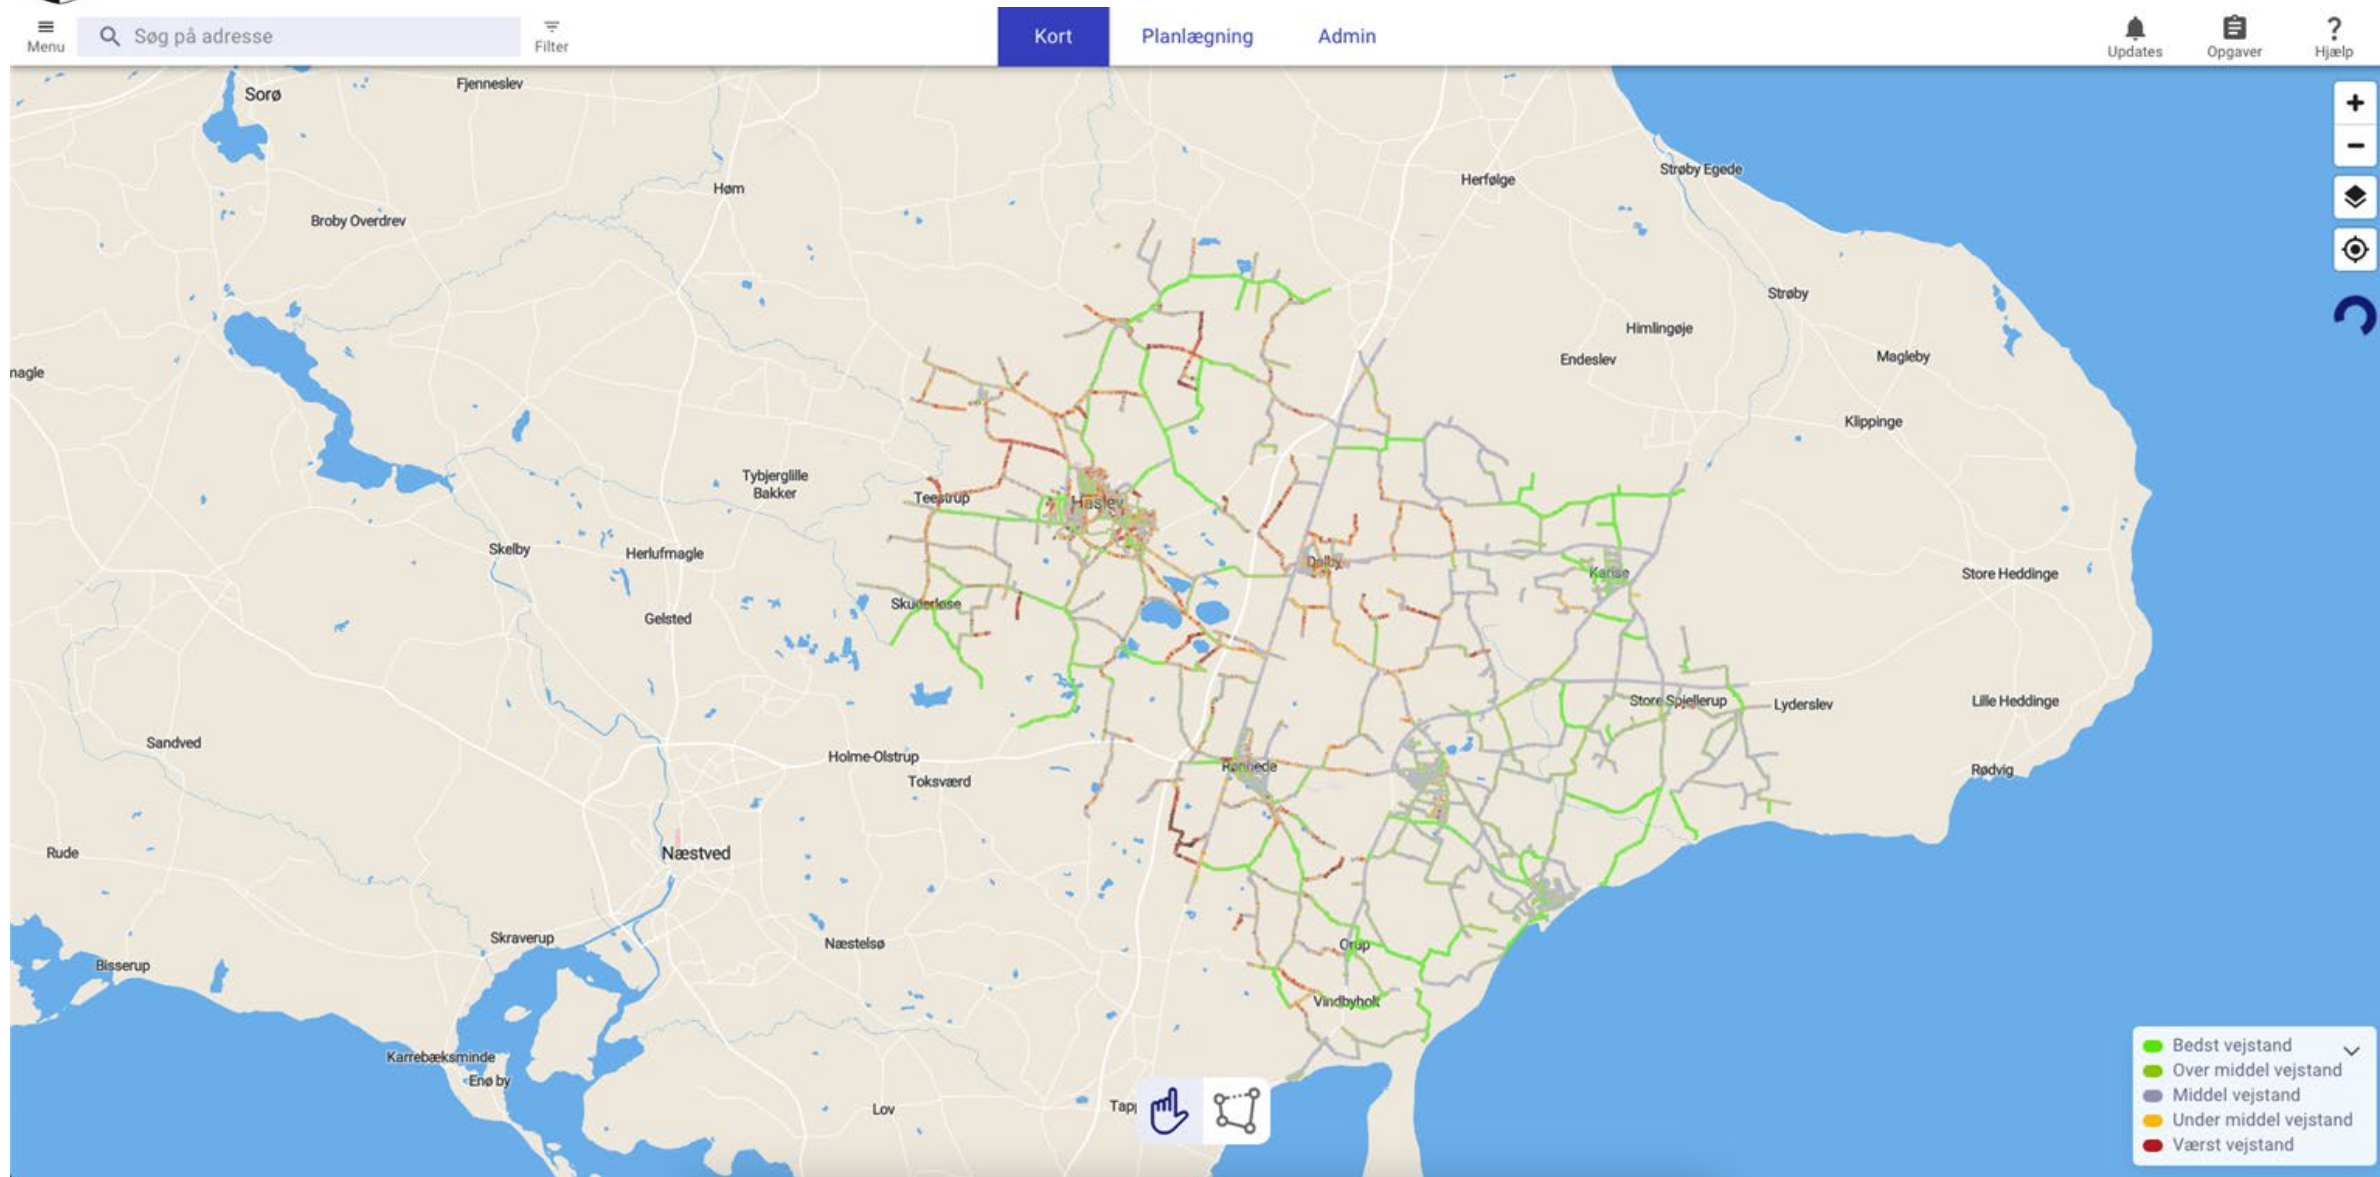 Menu
Søg på adresse
Filter
Kort
Planlægning
Admin
Updates
Opgaver
Hjælp
Fjenneslev
Sorø
Strøby Egede
Herfølge
Høm
Broby Overdrev
Strøby
Himlingøje
Magleby
Endeslev
nagle
Klippinge
Tybjerglille
Bakker
Teestrup
Haslev
Skelby
Herlufmagle
Dalby
Karise
Store Heddinge
Skuderløse
Gelsted
Store Spjellerup
Lyderslev
Lille Heddinge
Sandved
Holme-Olstrup
Rønnede
Rødvig
Toksværd
Rude
Næstved
Skraverup
Næstelsø
Orup
Bisserup
Vindbyholt
Karrebæksminde
Enø by
Lov
Tapp
Bedst vejstand
Over middel vejstand
Middel vejstand
Under middel vejstand
Værst vejstand